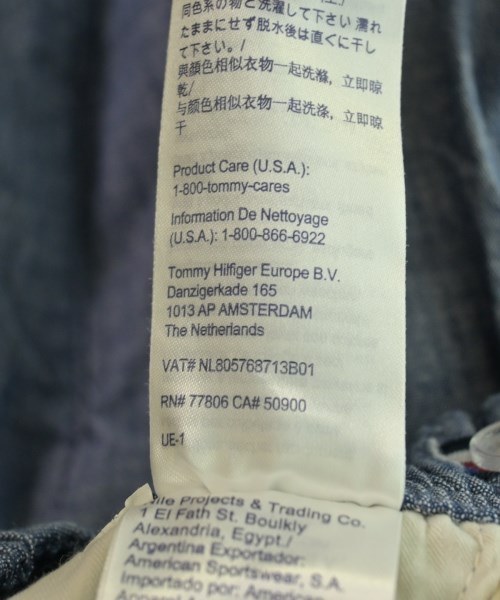 同色系の物と洗濯して下さい 濡れ
たままにせず脱水後は直ぐに干し
て下さい。/
與顏色相似衣物一起洗滌，立即晾
乾/
与颜色相似衣物一起洗涤，立即晾
干
Product Care (U.S.A.):
1-800-tommy-cares
Information De Nettoyage
(U.S.A.): 1-800-866-6922
Tommy Hilfiger Europe B.V.
Danzigerkade 165
1013 AP AMSTERDAM
The Netherlands
VAT# NL805768713B01
RN# 77806 CA# 50900
UE-1
Projects & Trading Co.
1 El Fath St. Boulkly
Alexandria, Egypt./
Argentina Exportador:
American Sportswear, S.A.
Importado por: American